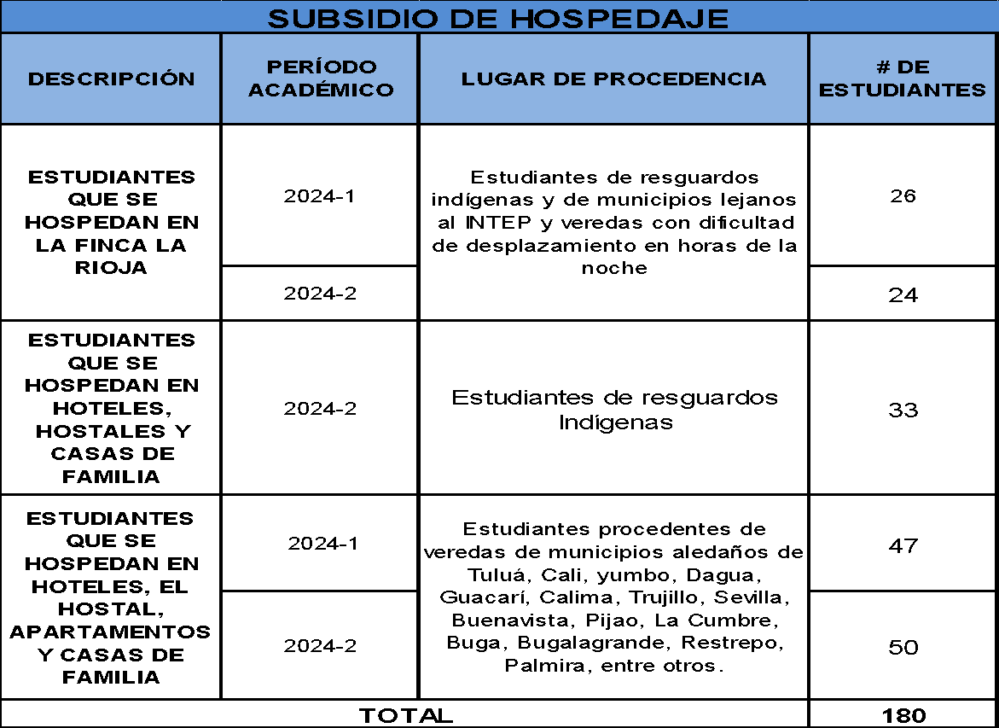 SUBSIDIO DE HOSPEDAJE
DESCRIPCIÓN
PERÍODO
ACADÉMICO
LUGAR DE PROCEDENCIA
# DE
ESTUDIANTES
ESTUDIANTES
QUE SE
HOSPEDAN EN
LA FINCA LA
RIOJA
2024-1
Estudiantes de resguardos
indígenas y de municipios lejanos
al INTEP y veredas con dificultad
de desplazamiento en horas de la
noche
26
2024-2
24
ESTUDIANTES
QUE SE
HOSPEDAN EN
HOTELES,
HOSTALES Y
CASAS DE
FAMILIA
2024-2
Estudiantes de resguardos
Indígenas
33
ESTUDIANTES
QUE SE
HOSPEDAN EN
HOTELES, EL
HOSTAL,
APARTAMENTOS
Y CASAS DE
FAMILIA
2024-1
Estudiantes procedentes de
veredas de municipios aledaños de
Tuluá, Cali, yumbo, Dagua,
Guacarí, Calima, Trujillo, Sevilla,
Buenavista, Pijao, La Cumbre,
Buga, Bugalagrande, Restrepo,
Palmira, entre otros.
47
2024-2
50
TOTAL
180